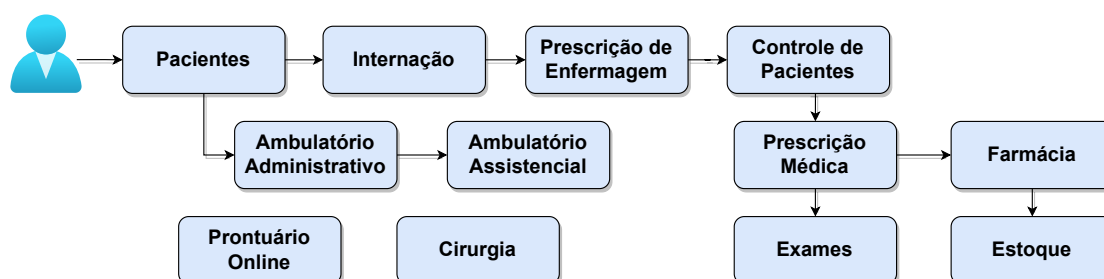 Pacientes
Internação
Prescrição de
Enfermagem
Controle de
Pacientes
Ambulatório
Administrativo
Ambulatório
Assistencial
Prescrição
Médica
Farmácia
Prontuário
Online
Cirurgia
Exames
Estoque